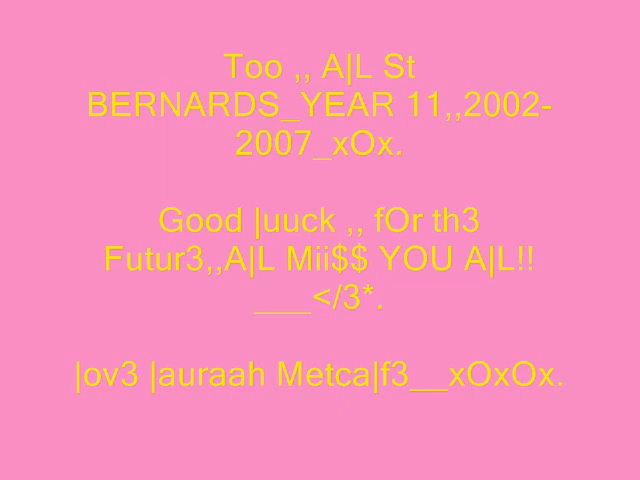 Too ,, A|L St
BERNARDS_YEAR 11,,2002-
2007_xOx.
Good |uuck ,, fOr th3
Futur3,,A|L Mii$$ YOU A|L!!
___</3*.
|ov3 |auraah Metca|f3__xOxOx.